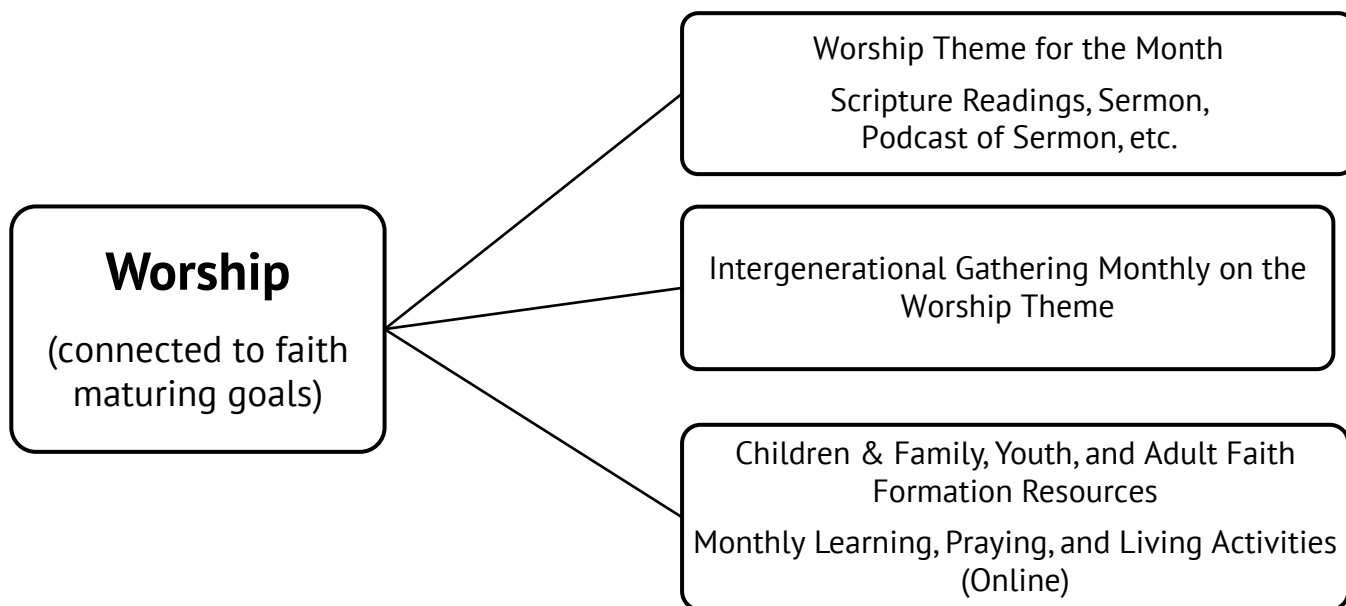 Worship
(connected to faith
maturing goals)
Worship Theme for the Month
Scripture Readings, Sermon,
Podcast of Sermon, etc.
Intergenerational Gathering Monthly on the
Worship Theme
Children & Family, Youth, and Adult Faith
Formation Resources
Monthly Learning, Praying, and Living Activities
(Online)